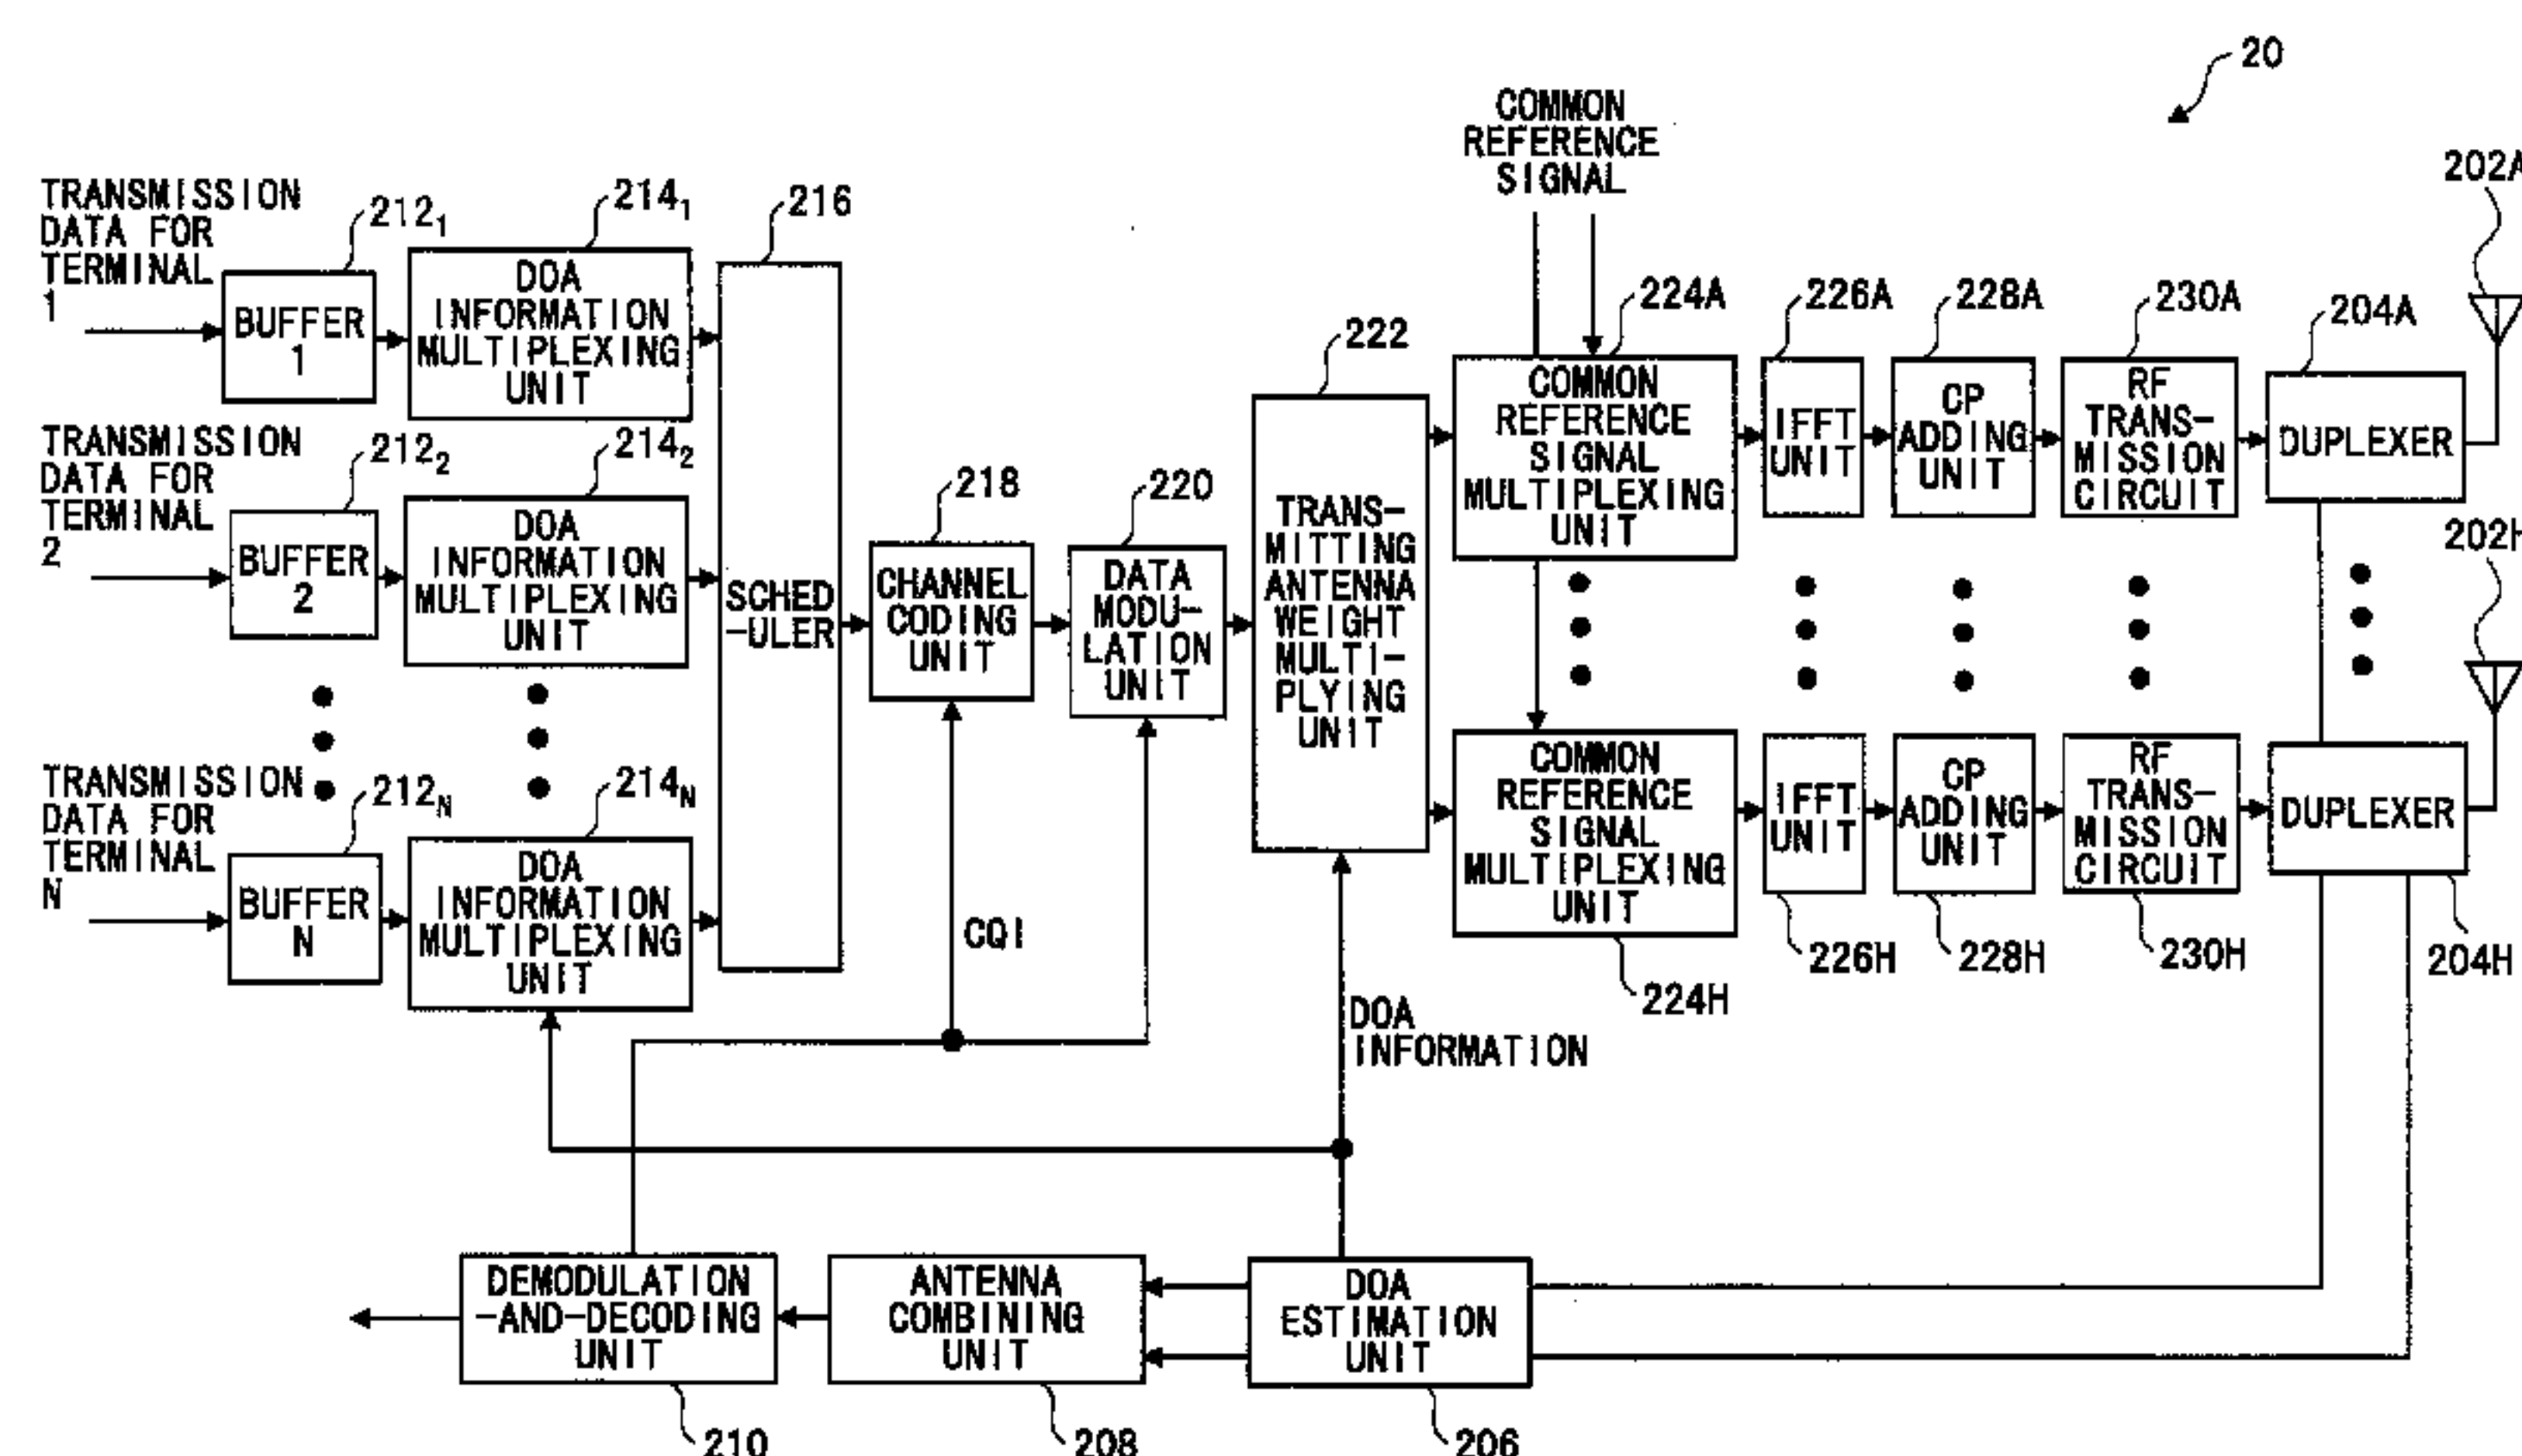 20
COMMON
REFERENCE
SIGNAL
202A
TRANSMISSION
DATA FOR
TERMINAL
1
212₁
214₁
216
BUFFER
1
DOA
INFORMATION
MULTIPLEXING
UNIT
222
224A
226A
228A
230A
204A
COMMON
REFERENCE
SIGNAL
MULTIPLEXING
UNIT
IFFT
UNIT
CP
ADDING
UNIT
RF
TRANS-
MISSION
CIRCUIT
DUPLEXER
TRANSMISSION
DATA FOR
TERMINAL
2
212₂
214₂
BUFFER
2
DOA
INFORMATION
MULTIPLEXING
UNIT
SCHED
-ULER
218
CHANNEL
CODING
UNIT
220
DATA
MODU-
LATION
UNIT
TRANS-
MITTING
ANTENNA
WEIGHT
MULTI-
PLYING
UNIT
202H
TRANSMISSION
DATA FOR
TERMINAL
N
212N
214N
BUFFER
N
DOA
INFORMATION
MULTIPLEXING
UNIT
CQI
COMMON
REFERENCE
SIGNAL
MULTIPLEXING
UNIT
IFFT
UNIT
CP
ADDING
UNIT
RF
TRANS-
MISSION
CIRCUIT
DUPLEXER
224H
226H
228H
230H
204H
DOA
INFORMATION
DEMODULATION
-AND-DECODING
UNIT
ANTENNA
COMBINING
UNIT
DOA
ESTIMATION
UNIT
210
208
206